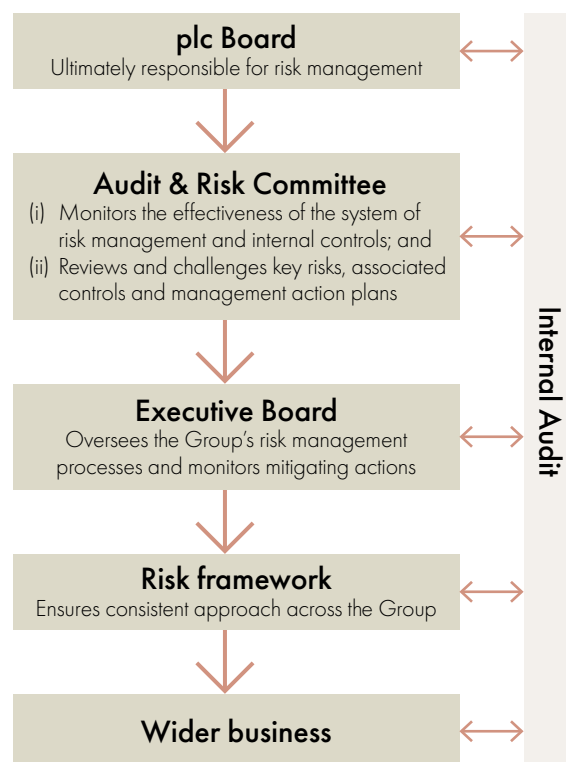 plc Board
Ultimately responsible for risk management
Audit & Risk Committee
(i) Monitors the effectiveness of the system of
risk management and internal controls; and
(ii) Reviews and challenges key risks, associated
controls and management action plans
Executive Board
Oversees the Group's risk management
processes and monitors mitigating actions
Risk framework
Ensures consistent approach across the Group
Wider business
Internal Audit